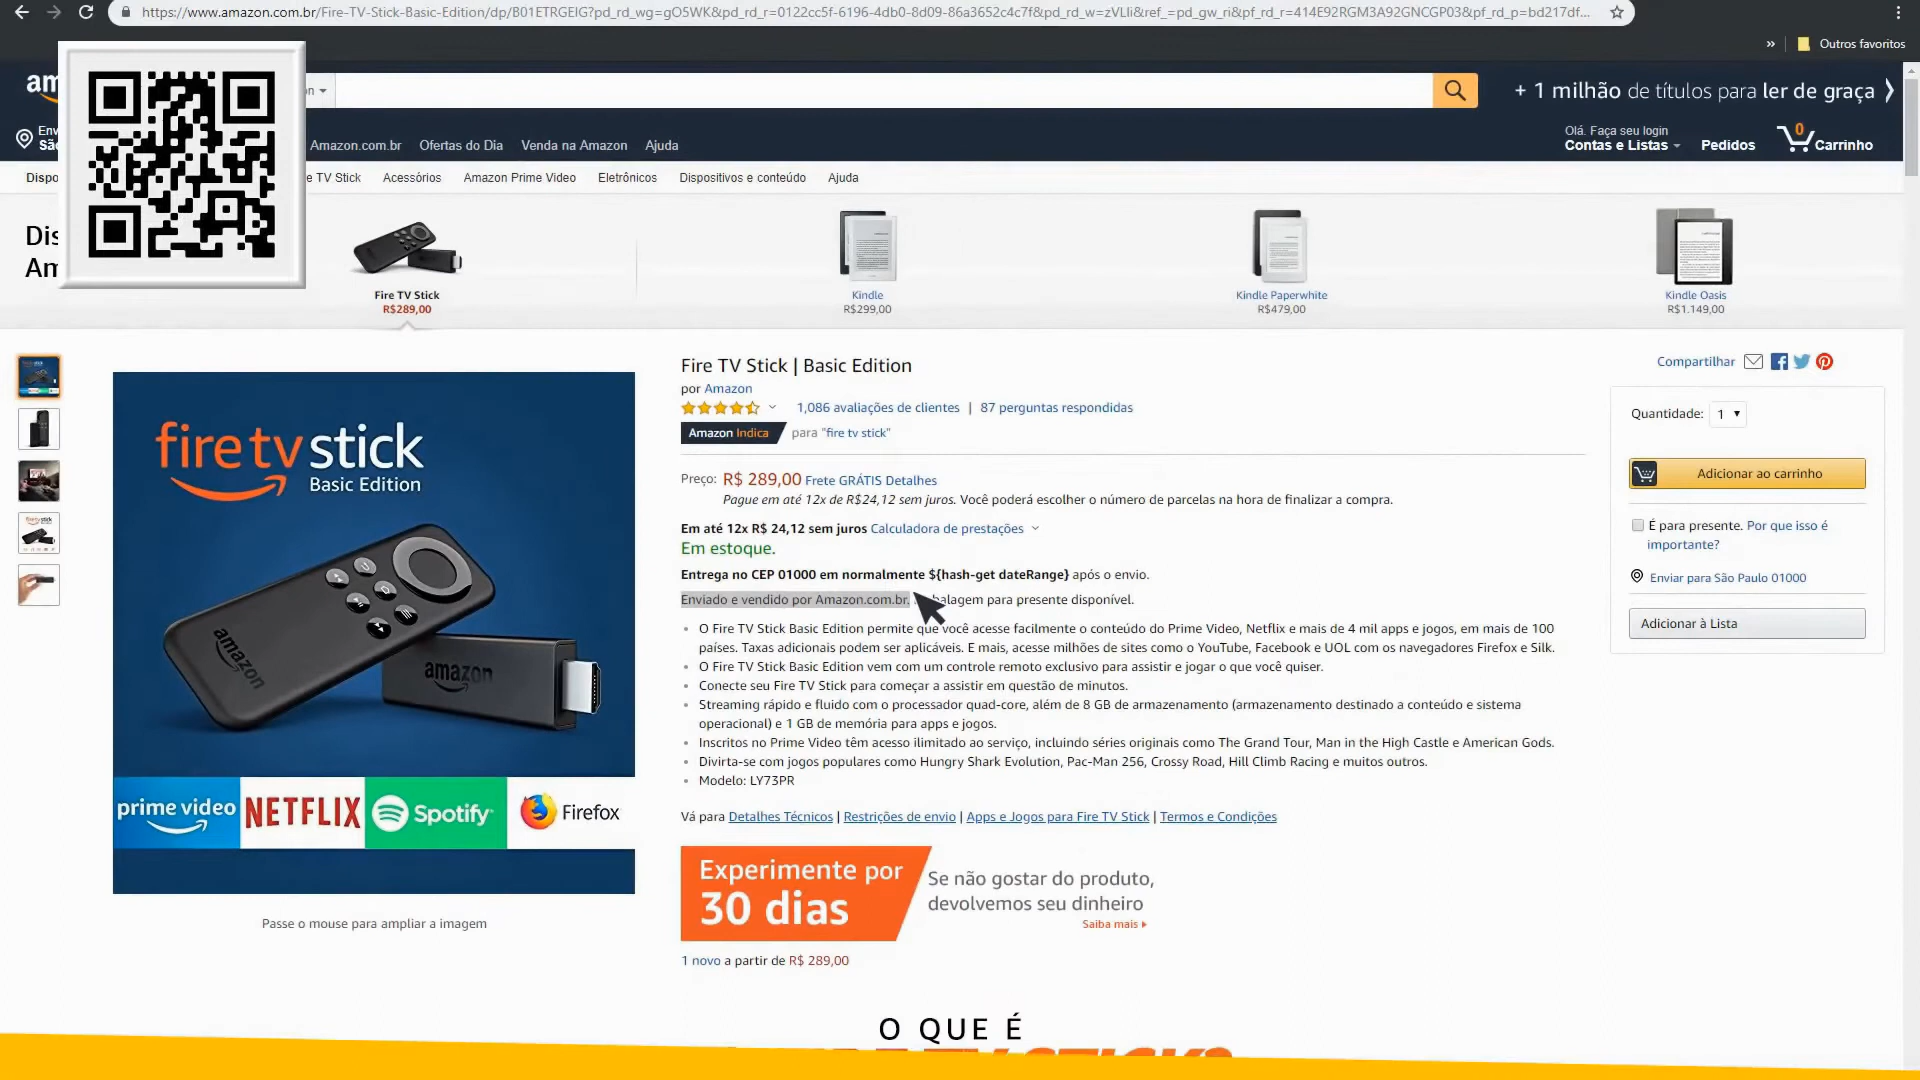 https://www.amazon.com.br/Fire-TV-Stick-Basic-Edition/dp/B01ETRGEIG?pd_rd_wg=gO5WK&pd_rd_r=0122cc5f-6196-4db0-8d09-86a3652c4c7f&pd_rd_w=zVLli&ref_=pd_gw_ri&pf_rd_r=414E92RGM3A92GNCGP03&pf_rd_p=bd217df...
» Outros favoritos
+ 1 milhão de títulos para ler de graça
Olá. Faça seu login
Amazon.com.br Ofertas do Dia Venda na Amazon Ajuda
Contas e Listas Pedidos 0 Carrinho
TV Stick Acessórios Amazon Prime Video Eletrônicos Dispositivos e conteúdo Ajuda
Fire TV Stick
R$289,00
Kindle
R$299,00
Kindle Paperwhite
R$479,00
Kindle Oasis
R$1.149,00
fire tv stick
Basic Edition
amazon
amazon
prime video NETFLIX Spotify Firefox
Passe o mouse para ampliar a imagem
Fire TV Stick | Basic Edition
por Amazon
1,086 avaliações de clientes | 87 perguntas respondidas
Amazon Indica para "fire tv stick"
Preço: R$ 289,00 Frete GRÁTIS Detalhes
Pague em até 12x de R$24,12 sem juros. Você poderá escolher o número de parcelas na hora de finalizar a compra.
Em até 12x R$ 24,12 sem juros Calculadora de prestações
Em estoque.
Entrega no CEP 01000 em normalmente ${hash-get dateRange} após o envio.
Enviado e vendido por Amazon.com.br. para presente disponível.
O Fire TV Stick Basic Edition permite que você acesse facilmente o conteúdo do Prime Video, Netflix e mais de 4 mil apps e jogos, em mais de 100
países. Taxas adicionais podem ser aplicáveis. E mais, acesse milhões de sites como o YouTube, Facebook e UOL com os navegadores Firefox e Silk.
O Fire TV Stick Basic Edition vem com um controle remoto exclusivo para assistir e jogar o que você quiser.
Conecte seu Fire TV Stick para começar a assistir em questão de minutos.
Streaming rápido e fluido com o processador quad-core, além de 8 GB de armazenamento (armazenamento destinado a conteúdo e sistema
operacional) e 1 GB de memória para apps e jogos.
Inscritos no Prime Video têm acesso ilimitado ao serviço, incluindo séries originais como The Grand Tour, Man in the High Castle e American Gods.
Divirta-se com jogos populares como Hungry Shark Evolution, Pac-Man 256, Crossy Road, Hill Climb Racing e muitos outros.
Modelo: LY73PR
Vá para Detalhes Técnicos | Restrições de envio | Apps e Jogos para Fire TV Stick | Termos e Condições
Experimente por
30 dias
Se não gostar do produto,
devolvemos seu dinheiro
Saiba mais
1 novo a partir de R$ 289,00
Compartilhar
Quantidade: 1
Adicionar ao carrinho
É para presente. Por que isso é
importante?
Enviar para São Paulo 01000
Adicionar à Lista
O QUE É